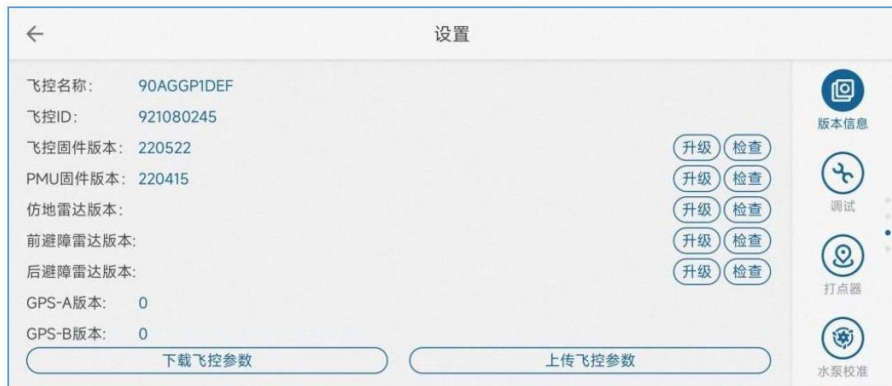 设置
飞控名称: 90AGGP1DEF
飞控ID: 921080245
飞控固件版本: 220522 升级 检查
PMU固件版本: 220415 升级 检查
仿地雷达版本: 升级 检查
前避障雷达版本: 升级 检查
后避障雷达版本: 升级 检查
GPS-A版本: 0
GPS-B版本: 0
下载飞控参数 上传飞控参数
版本信息
调试
打点器
水泵校准